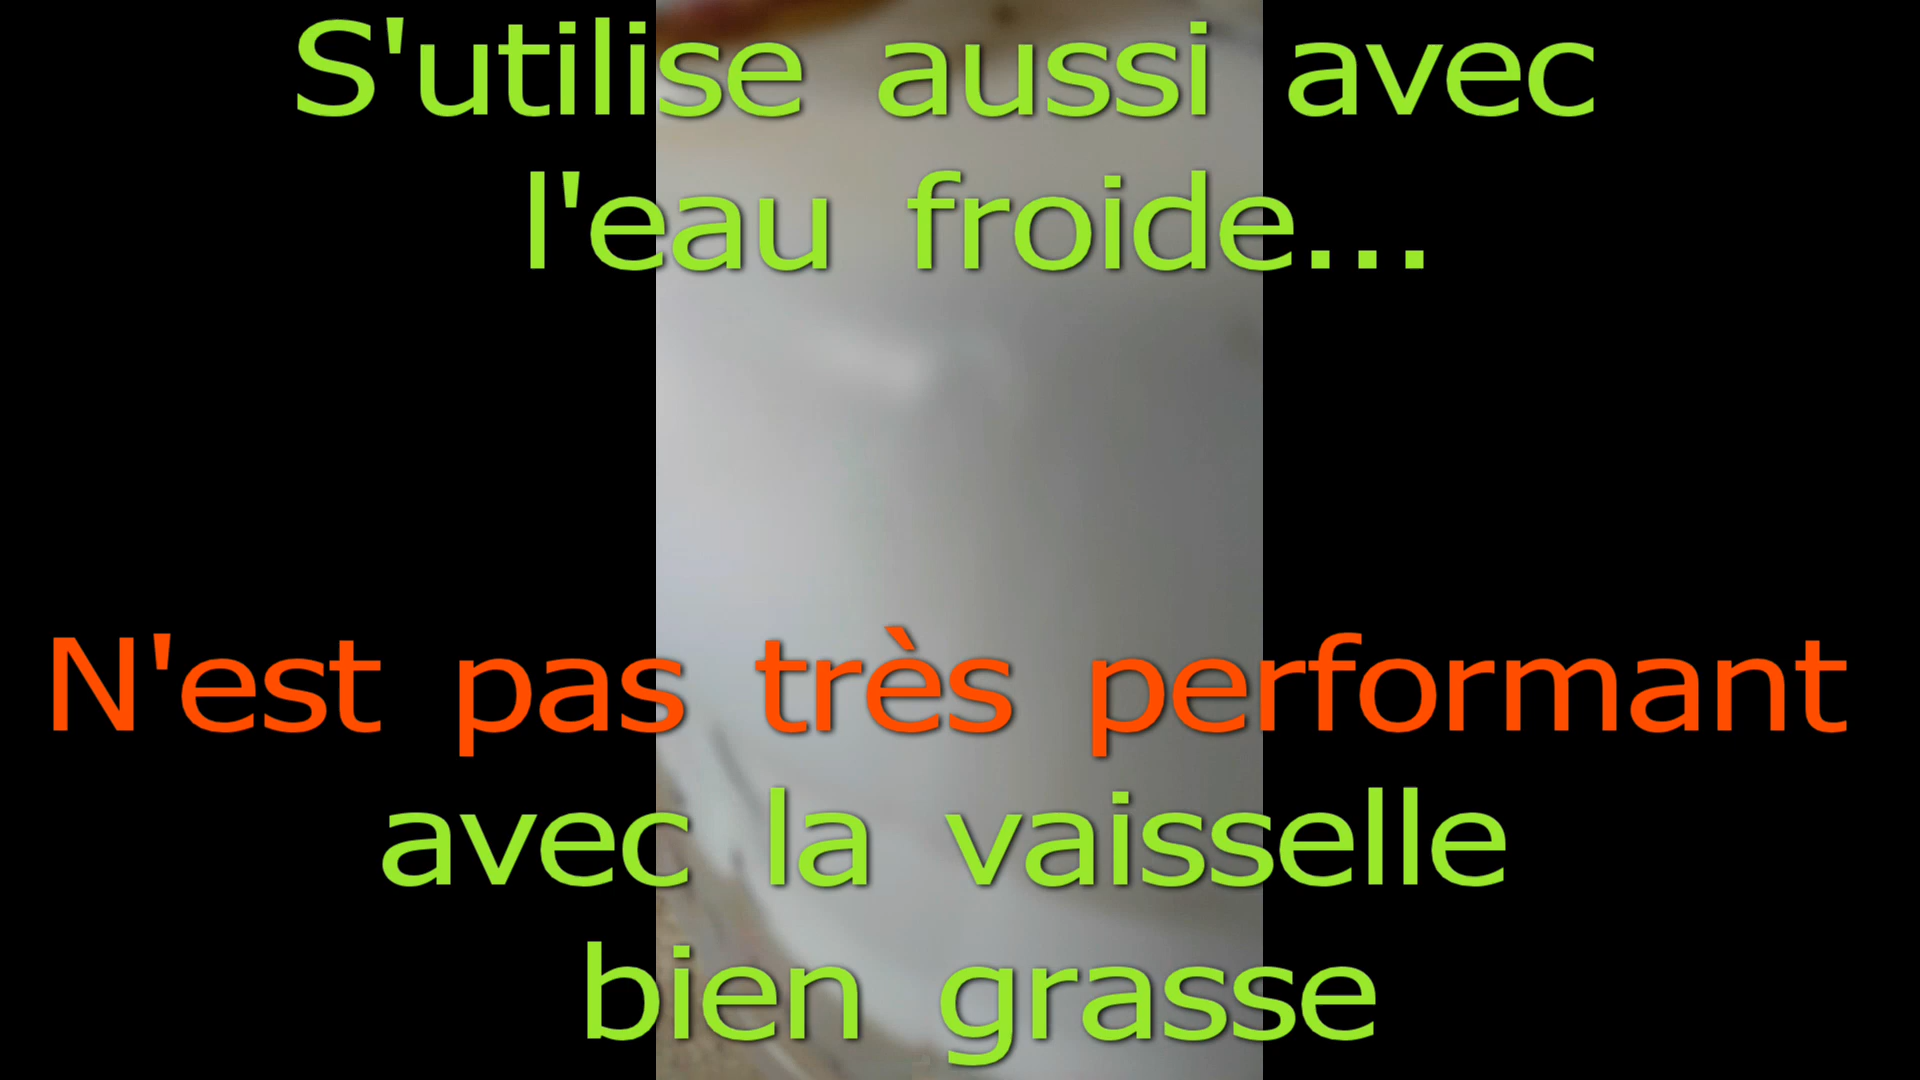 S'utilise aussi avec
l'eau froide...
N'est pas très performant
avec la vaisselle
bien grasse